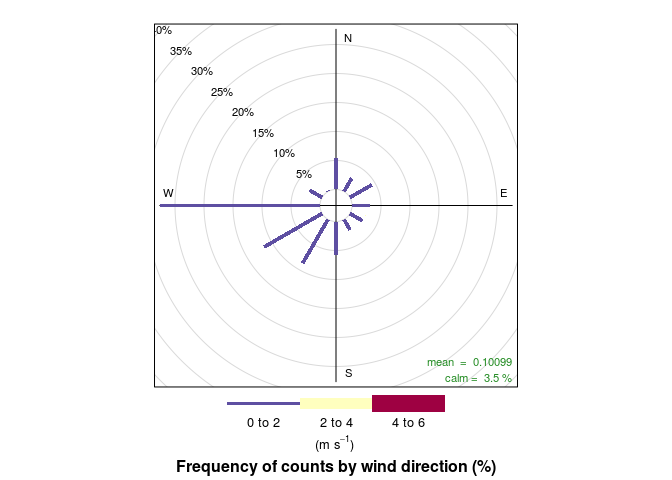 0%
35%
30%
25%
20%
15%
10%
5%
N
W
E
S
mean = 0.10099
calm = 3.5 %
0 to 2
2 to 4
4 to 6
(m s⁻¹)
Frequency of counts by wind direction (%)